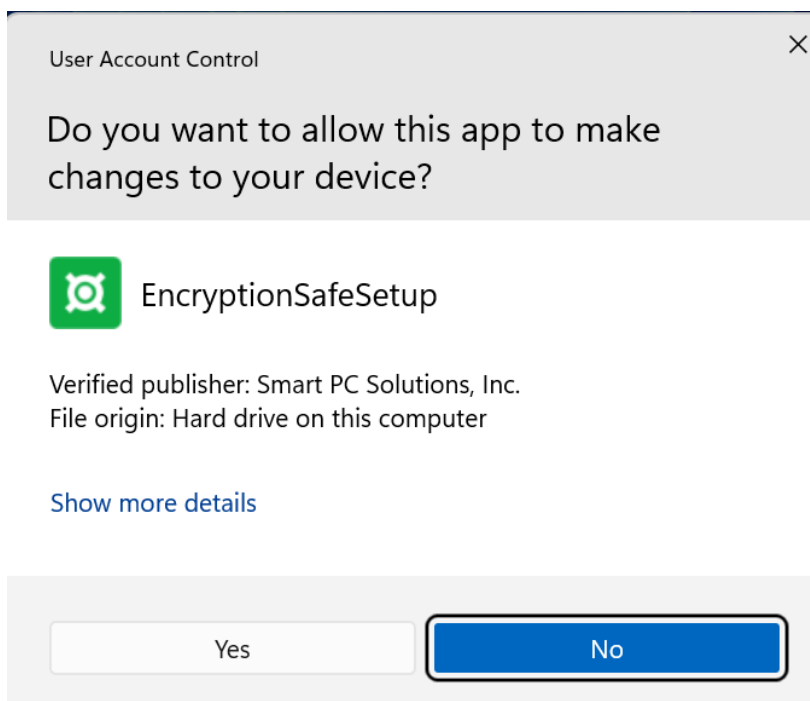 User Account Control
Do you want to allow this app to make
changes to your device?
EncryptionSafeSetup
Verified publisher: Smart PC Solutions, Inc.
File origin: Hard drive on this computer
Show more details
Yes
No